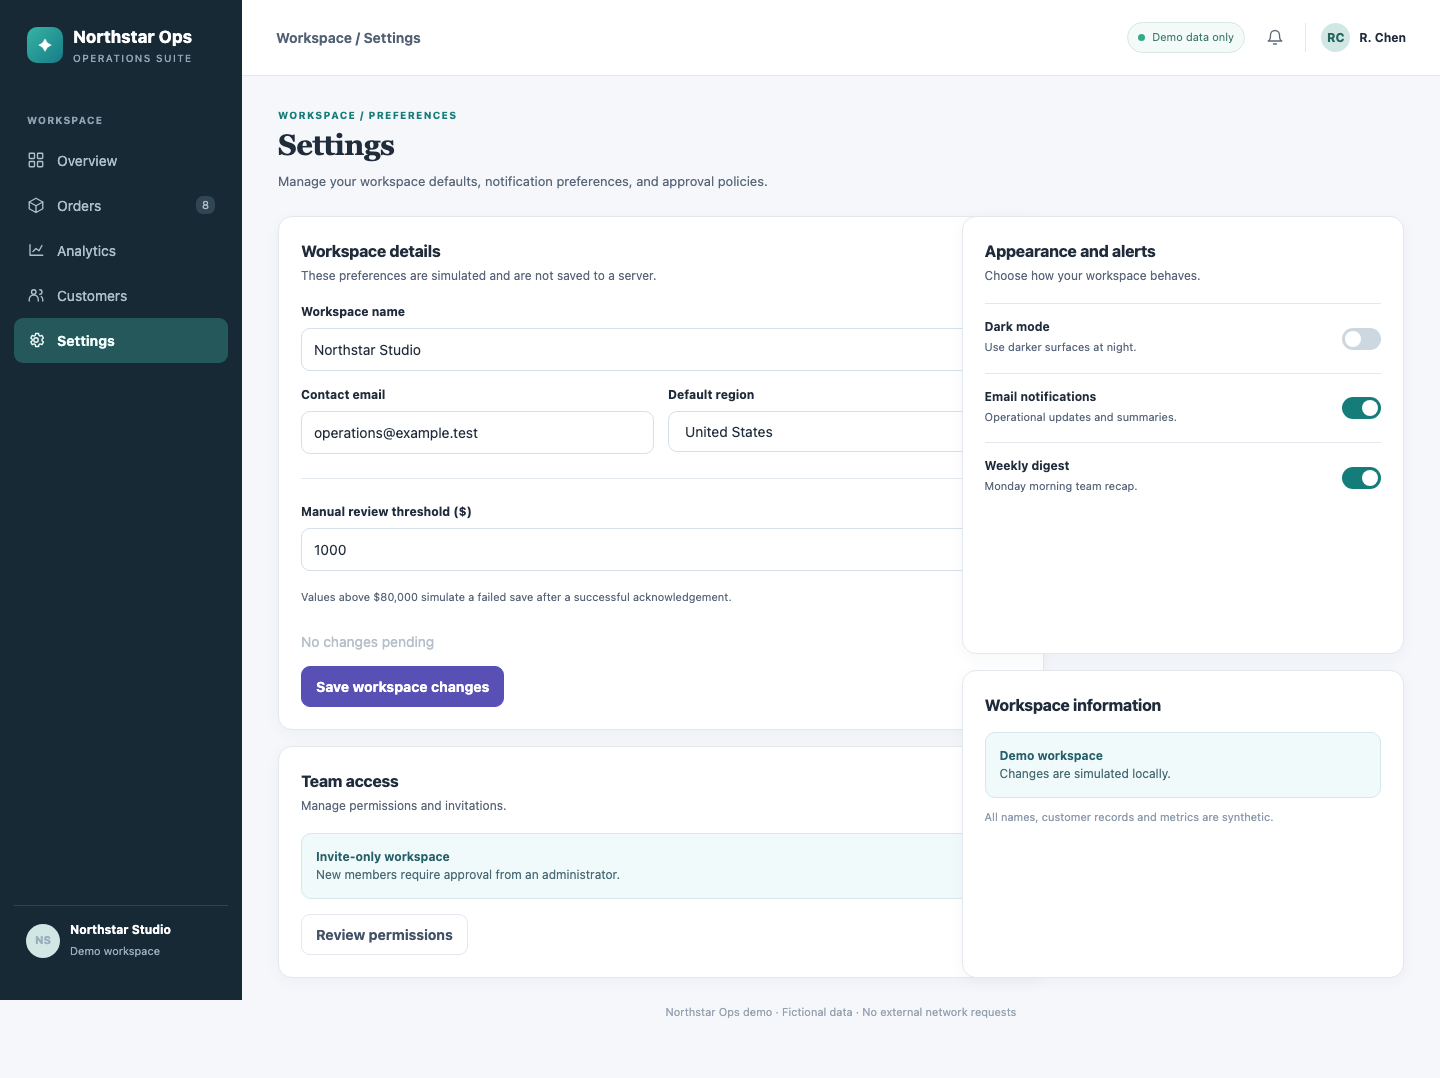 Northstar Ops
OPERATIONS SUITE
WORKSPACE
Overview
Orders
8
Analytics
Customers
Settings
NS
Northstar Studio
Demo workspace
Workspace / Settings
Demo data only
RC
R. Chen
WORKSPACE / PREFERENCES
Settings
Manage your workspace defaults, notification preferences, and approval policies.
Workspace details
These preferences are simulated and are not saved to a server.
Workspace name
Northstar Studio
Contact email
Default region
operations@example.test
United States
Manual review threshold ($)
1000
Values above $80,000 simulate a failed save after a successful acknowledgement.
No changes pending
Save workspace changes
Team access
Manage permissions and invitations.
Invite-only workspace
New members require approval from an administrator.
Review permissions
Appearance and alerts
Choose how your workspace behaves.
Dark mode
Use darker surfaces at night.
Email notifications
Operational updates and summaries.
Weekly digest
Monday morning team recap.
Workspace information
Demo workspace
Changes are simulated locally.
All names, customer records and metrics are synthetic.
Northstar Ops demo · Fictional data · No external network requests